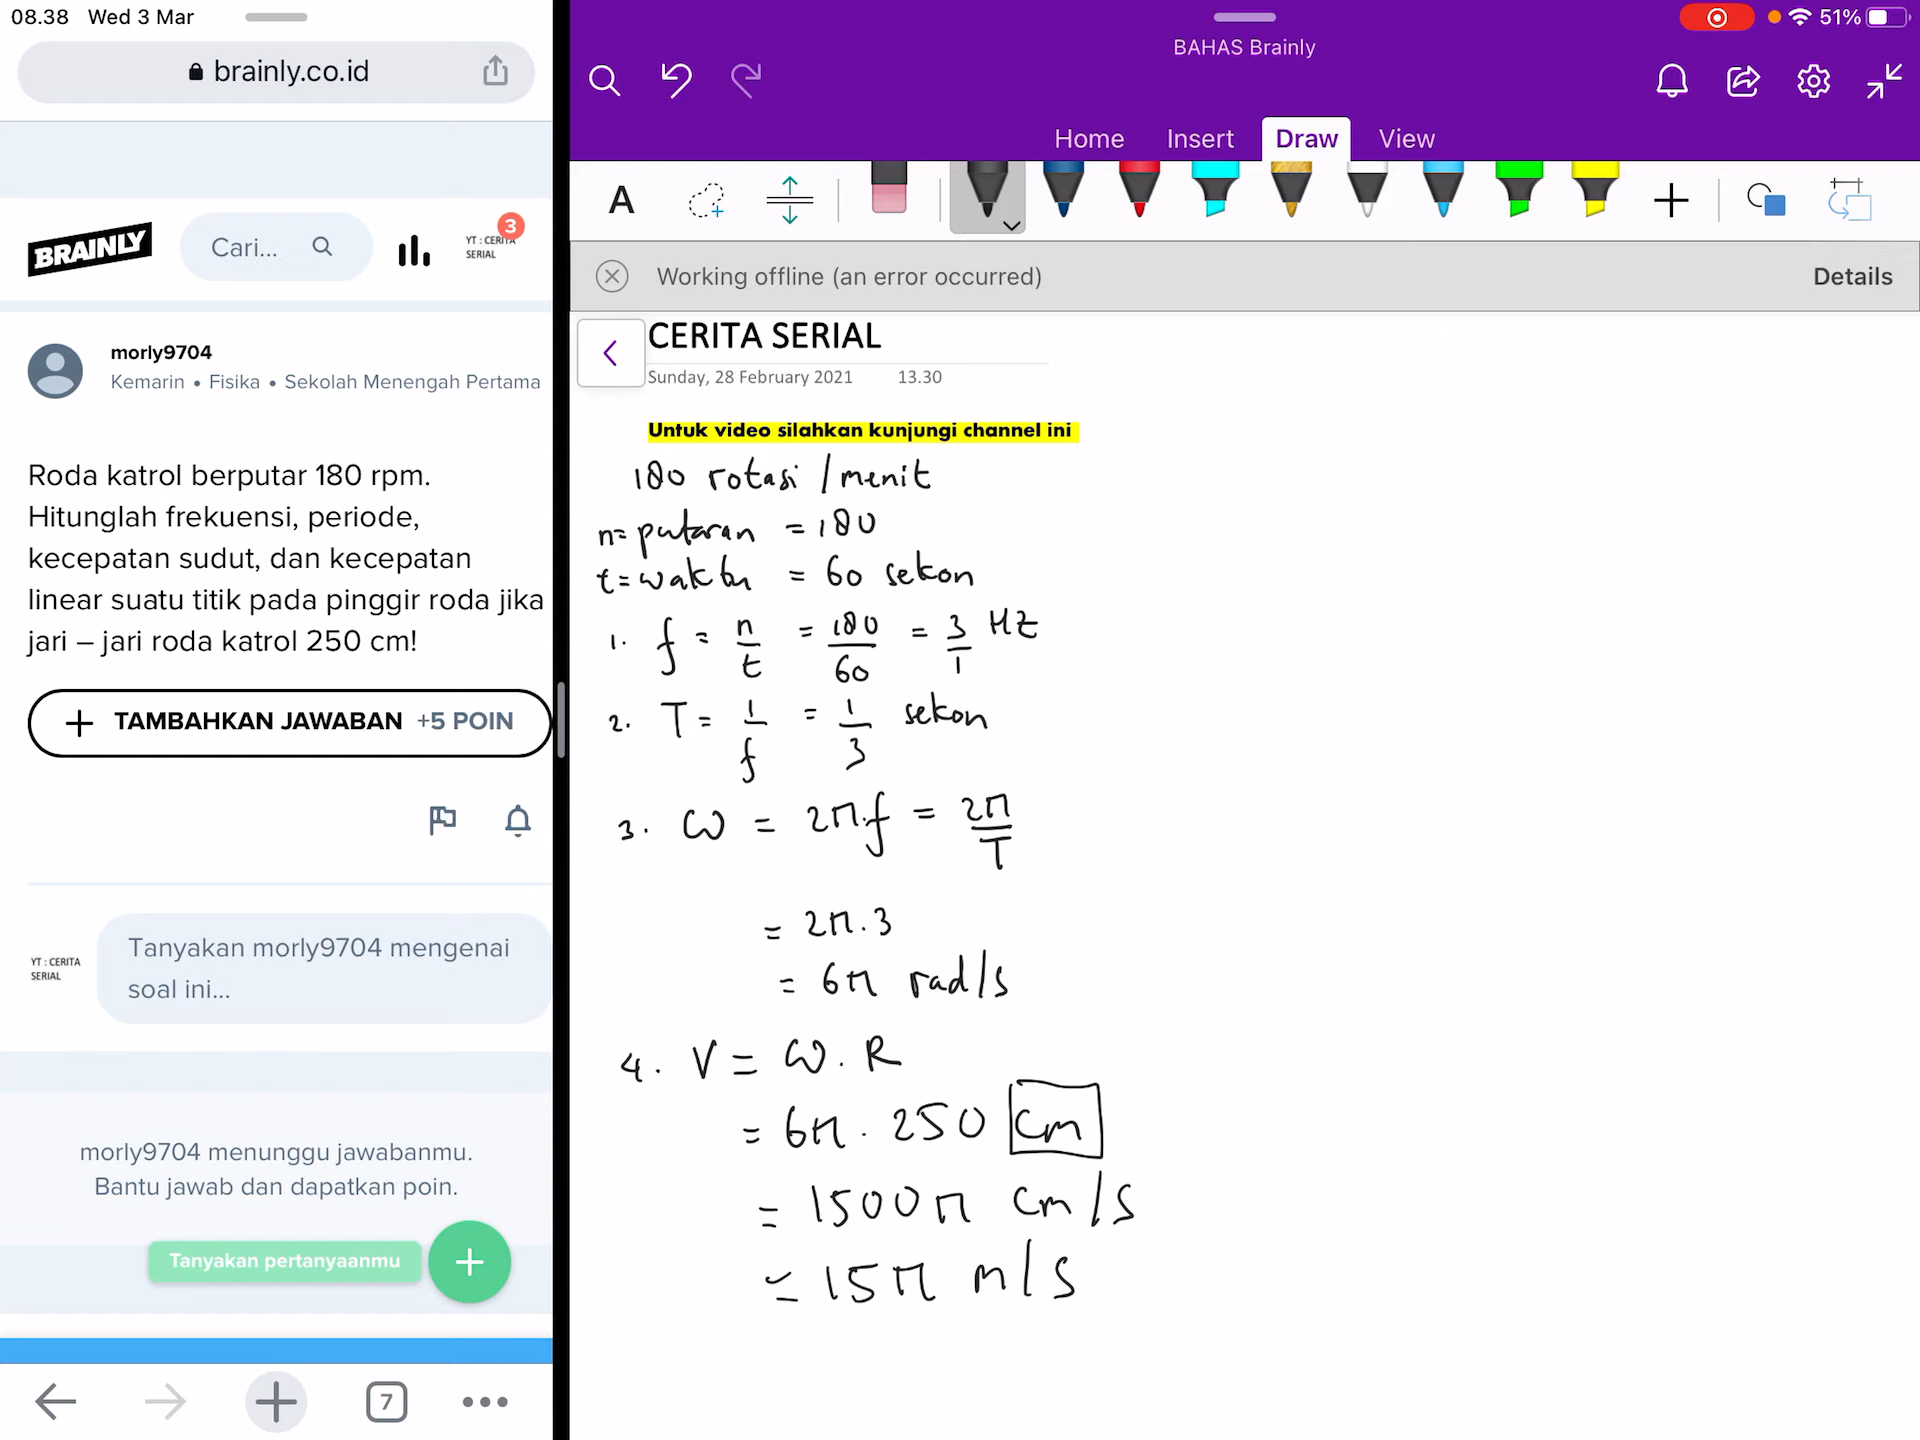 08.38 Wed 3 Mar
brainly.co.id
BRAINLY
Cari...
YT : CERITA
SERIAL
3
morly9704
Kemarin • Fisika • Sekolah Menengah Pertama
Roda katrol berputar 180 rpm.
Hitunglah frekuensi, periode,
kecepatan sudut, dan kecepatan
linear suatu titik pada pinggir roda jika
jari – jari roda katrol 250 cm!
+ TAMBAHKAN JAWABAN +5 POIN
YT : CERITA
SERIAL
Tanyakan morly9704 mengenai
soal ini...
morly9704 menunggu jawabanmu.
Bantu jawab dan dapatkan poin.
Tanyakan pertanyaanmu
7
51%
BAHAS Brainly
Home Insert Draw View
A
Working offline (an error occurred) Details
CERITA SERIAL
Sunday, 28 February 2021 13.30
Untuk video silahkan kunjungi channel ini
180 rotasi / menit
n= putaran = 180
t= waktu = 60 sekon
1. f = n/t = 180/60 = 3/1 HZ
2. T = 1/f = 1/3 sekon
3. ω = 2π.f = 2π/T
= 2π.3
= 6π rad/s
4. V = ω. R
= 6π. 250 cm
= 1500π cm/s
= 15π m/s